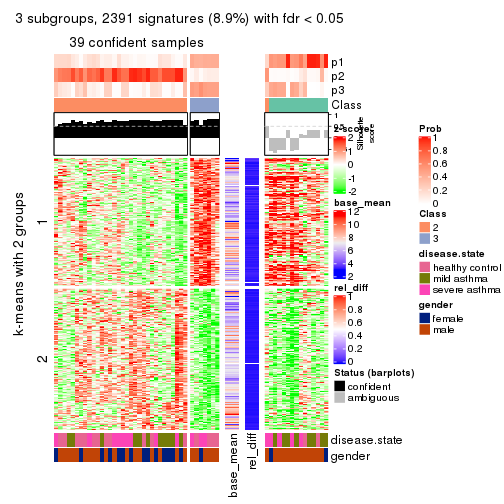 3 subgroups, 2391 signatures (8.9%) with fdr < 0.05
39 confident samples
p1
p2
p3
Class
1
Silhouette
score
k-means with 2 groups
1
2
z-score
2
1
0
-1
-2
base_mean
12
10
8
6
4
2
rel_diff
1
0.8
0.6
0.4
0.2
0
Status (barplots)
confident
ambiguous
Prob
1
0.8
0.6
0.4
0.2
0
Class
2
3
disease.state
healthy control
mild asthma
severe asthma
gender
female
male
disease.state
gender
base_mean
rel_diff